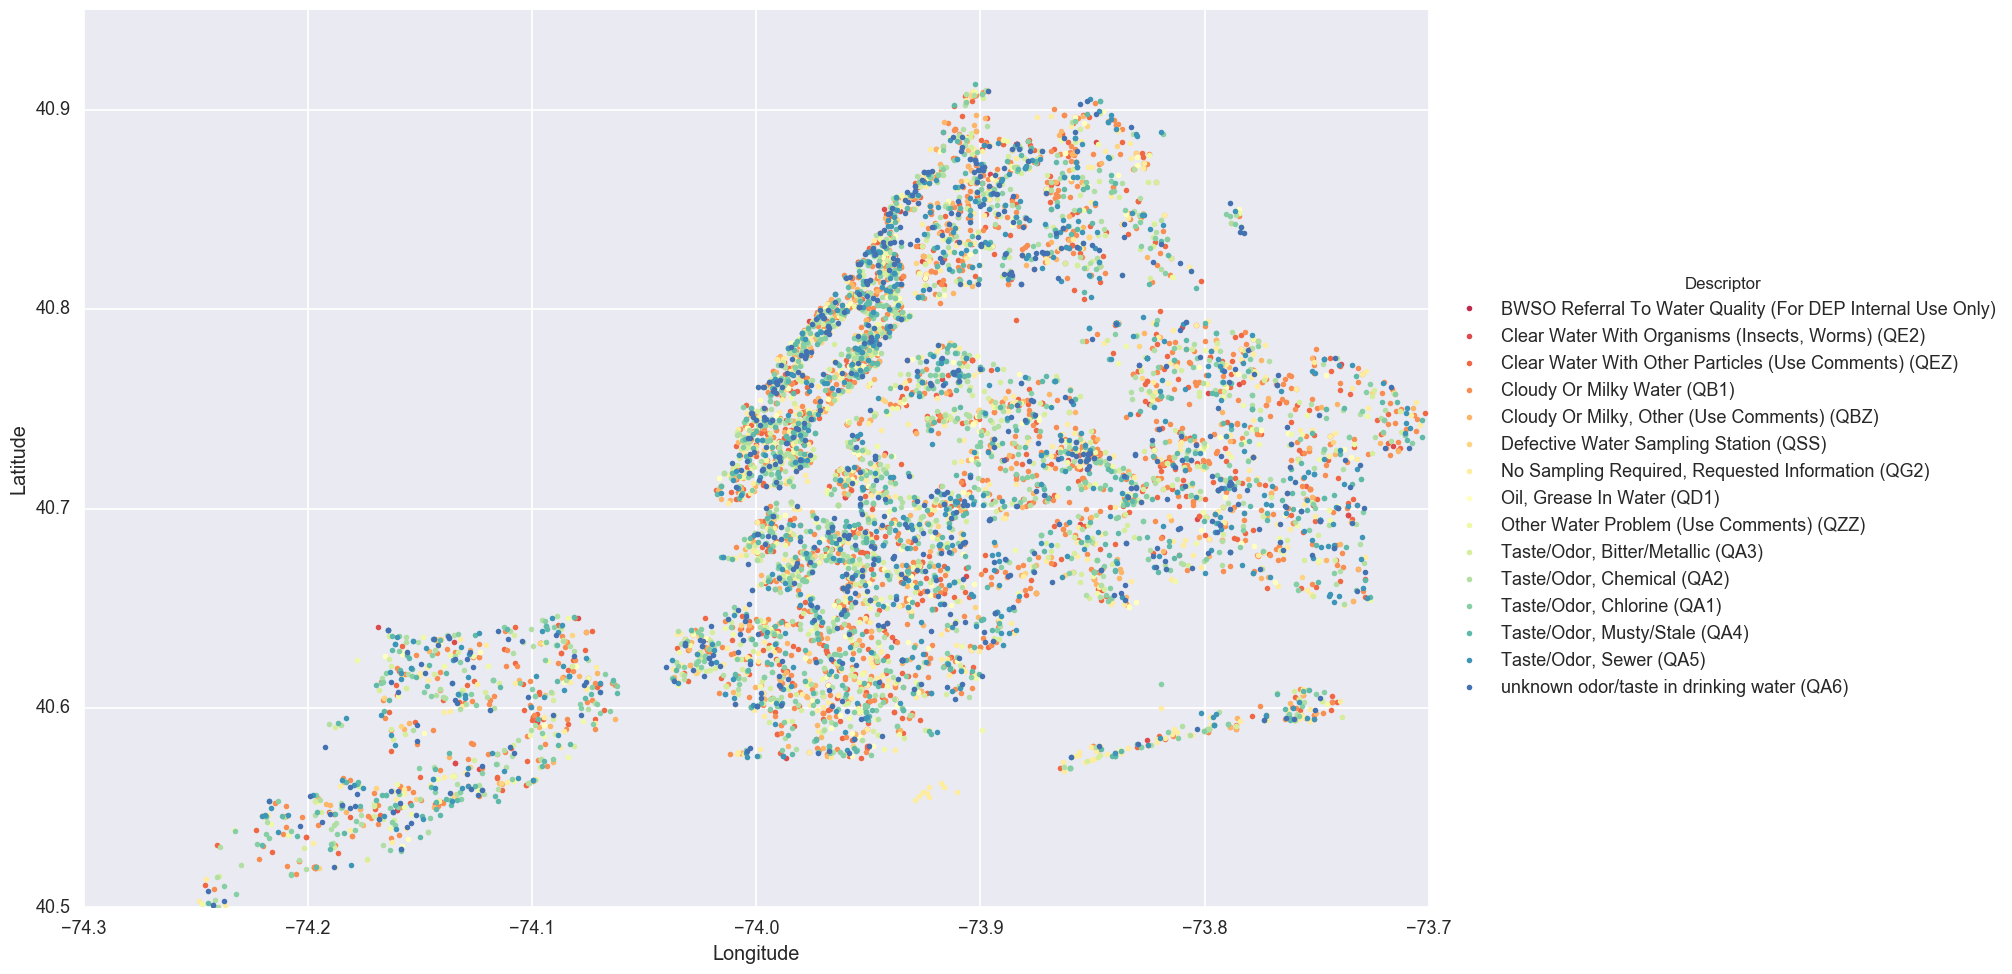 40.9
40.8
40.7
40.6
40.5
Latitude
−74.3
−74.2
−74.1
−74.0
−73.9
−73.8
−73.7
Longitude
Descriptor
BWSO Referral To Water Quality (For DEP Internal Use Only)
Clear Water With Organisms (Insects, Worms) (QE2)
Clear Water With Other Particles (Use Comments) (QEZ)
Cloudy Or Milky Water (QB1)
Cloudy Or Milky, Other (Use Comments) (QBZ)
Defective Water Sampling Station (QSS)
No Sampling Required, Requested Information (QG2)
Oil, Grease In Water (QD1)
Other Water Problem (Use Comments) (QZZ)
Taste/Odor, Bitter/Metallic (QA3)
Taste/Odor, Chemical (QA2)
Taste/Odor, Chlorine (QA1)
Taste/Odor, Musty/Stale (QA4)
Taste/Odor, Sewer (QA5)
unknown odor/taste in drinking water (QA6)